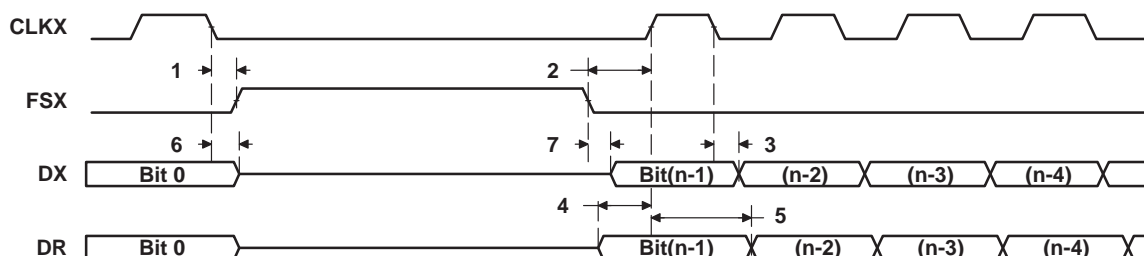 CLKX
1 2
FSX
6 7 3
DX Bit 0 Bit(n-1) (n-2) (n-3) (n-4)
4 5
DR Bit 0 Bit(n-1) (n-2) (n-3) (n-4)